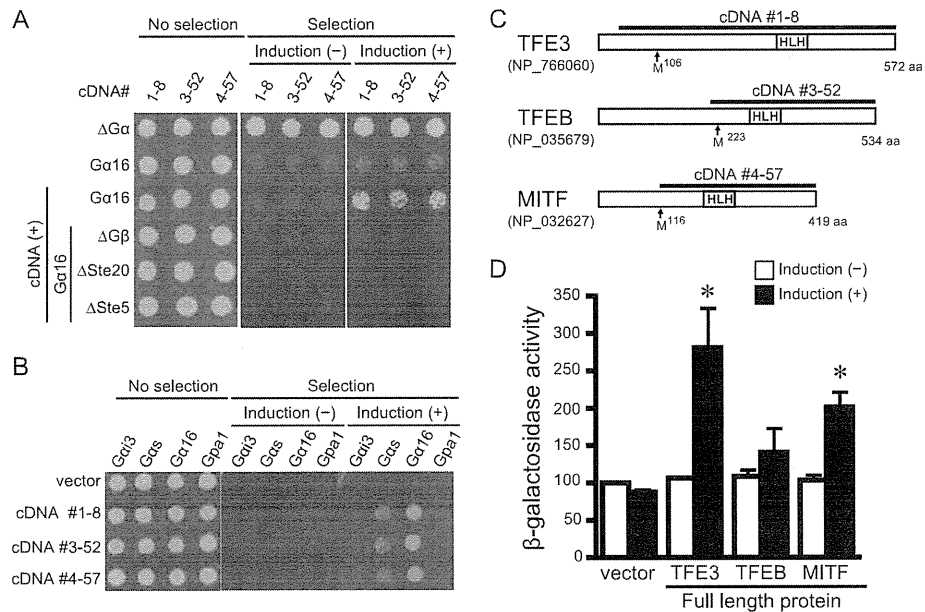 A
No selection
Selection
Induction (−)
Induction (+)
cDNA#
1-8
3-52
4-57
1-8
3-52
4-57
1-8
3-52
4-57
ΔGα
Gα16
cDNA (+)
Gα16
Gα16
ΔGβ
ΔSte20
ΔSte5
B
No selection
Selection
Induction (−)
Induction (+)
Gαi3
Gαs
Gα16
Gpa1
Gαi3
Gαs
Gα16
Gpa1
Gαi3
Gαs
Gα16
Gpa1
vector
cDNA #1-8
cDNA #3-52
cDNA #4-57
C
cDNA #1-8
TFE3
HLH
(NP_766060)
M106
572 aa
cDNA #3-52
TFEB
HLH
(NP_035679)
M 223
534 aa
cDNA #4-57
MITF
HLH
(NP_032627)
M116
419 aa
D
Induction (−)
Induction (+)
β-galactosidase activity
350
300
250
200
150
100
50
0
*
*
vector
TFE3
TFEB
MITF
Full length protein